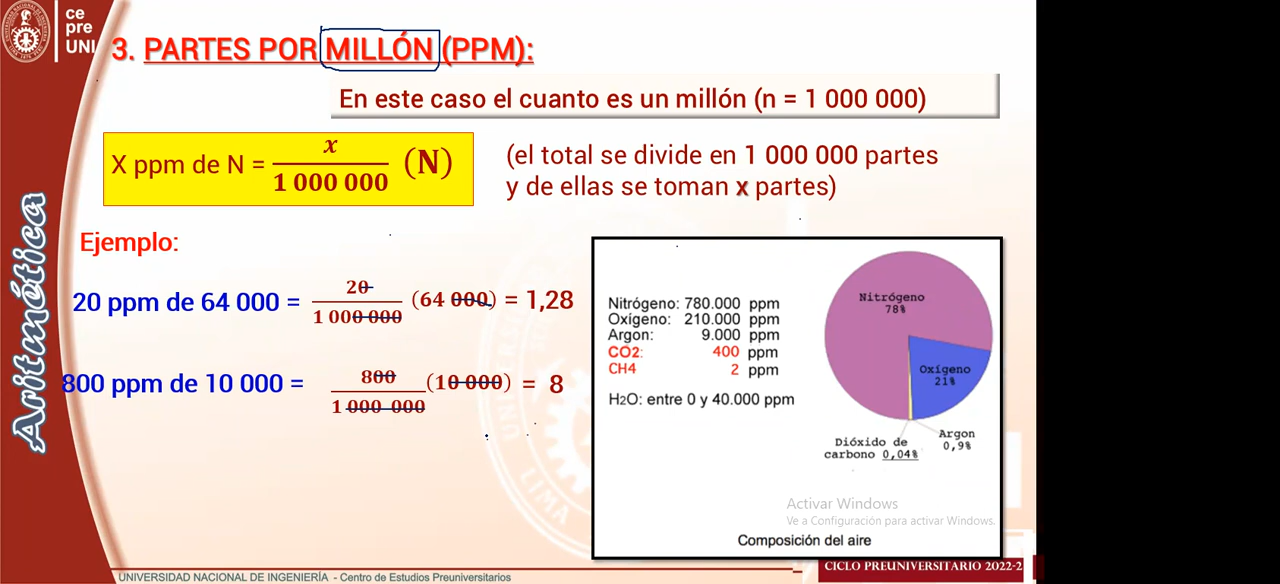 ce
pre
UNI
3. PARTES POR MILLÓN (PPM):
En este caso el cuanto es un millón (n = 1 000 000)
X ppm de N = x / 1 000 000 (N)
(el total se divide en 1 000 000 partes
y de ellas se toman x partes)
Aritmética
Ejemplo:
20 ppm de 64 000 = 20 / 1 000 000 (64 000) = 1,28
800 ppm de 10 000 = 800 / 1 000 000 (10 000) = 8
Nitrógeno: 780.000 ppm
Oxígeno: 210.000 ppm
Argon: 9.000 ppm
CO2: 400 ppm
CH4 2 ppm
H2O: entre 0 y 40.000 ppm
Nitrógeno
78%
Oxígeno
21%
Argon
0,9%
Dióxido de
carbono 0,04%
Activar Windows
Ve a Configuración para activar Windows.
Composición del aire
LIMA
UNIVERSIDAD NACIONAL DE INGENIERÍA - Centro de Estudios Preuniversitarios
CICLO PREUNIVERSITARIO 2022-2